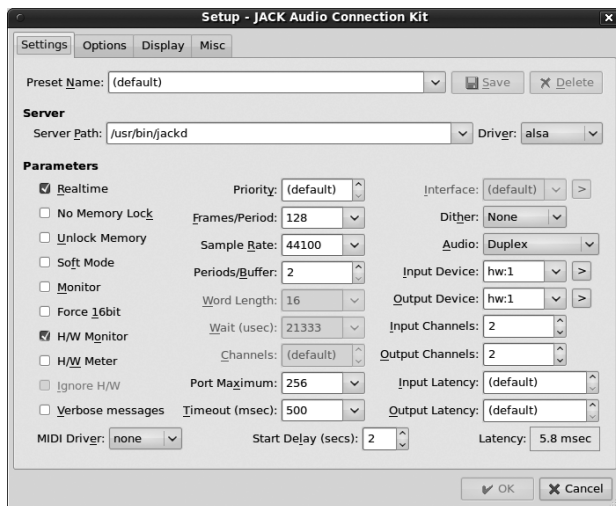 Setup - JACK Audio Connection Kit
Settings Options Display Misc
Preset Name: (default) Save Delete
Server
Server Path: /usr/bin/jackd Driver: alsa
Parameters
Realtime Priority: (default) Interface: (default) >
No Memory Lock Frames/Period: 128 Dither: None
Unlock Memory Sample Rate: 44100 Audio: Duplex
Soft Mode Periods/Buffer: 2 Input Device: hw:1 >
Monitor Word Length: 16 Output Device: hw:1 >
Force 16bit Wait (usec): 21333 Input Channels: 2
H/W Monitor Channels: (default) Output Channels: 2
H/W Meter Port Maximum: 256 Input Latency: (default)
Ignore H/W Timeout (msec): 500 Output Latency: (default)
Verbose messages
MIDI Driver: none Start Delay (secs): 2 Latency: 5.8 msec
OK Cancel